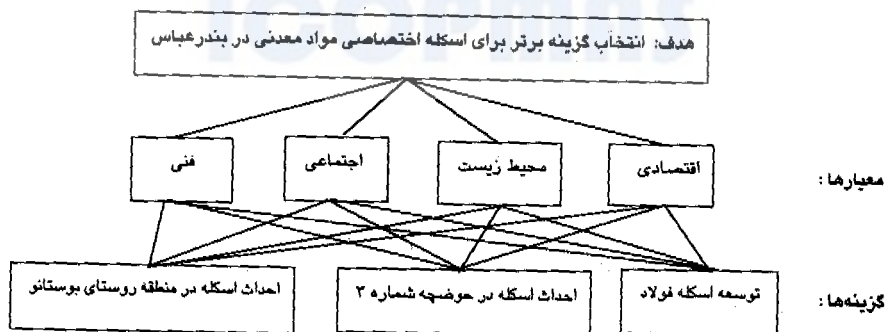 هدف: انتخاب گزینه برتر برای اسکله اختصاصی مواد معدنی در بندرعباس
معیارها :
اقتصادی
محیط زیست
اجتماعی
فنی
گزینه‌ها :
توسعه اسکله فولاد
احداث اسکله در حوضچه شماره ۳
احداث اسکله در منطقه روستای بوستانو